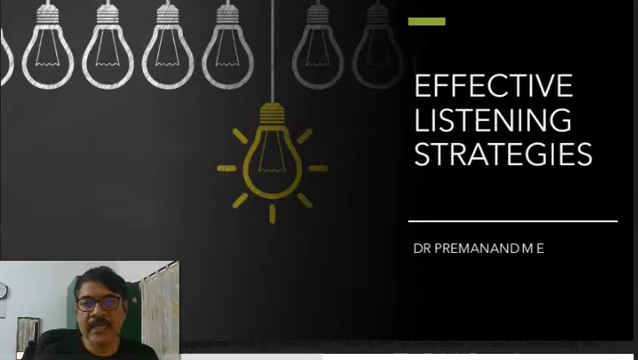 EFFECTIVE
LISTENING
STRATEGIES
DR PREMANAND M E